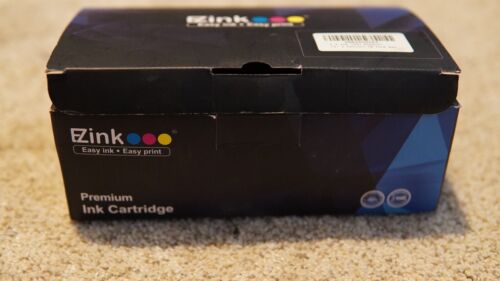 EZink
Easy ink • Easy print
EZink®
Easy ink • Easy print
Premium
Ink Cartridge